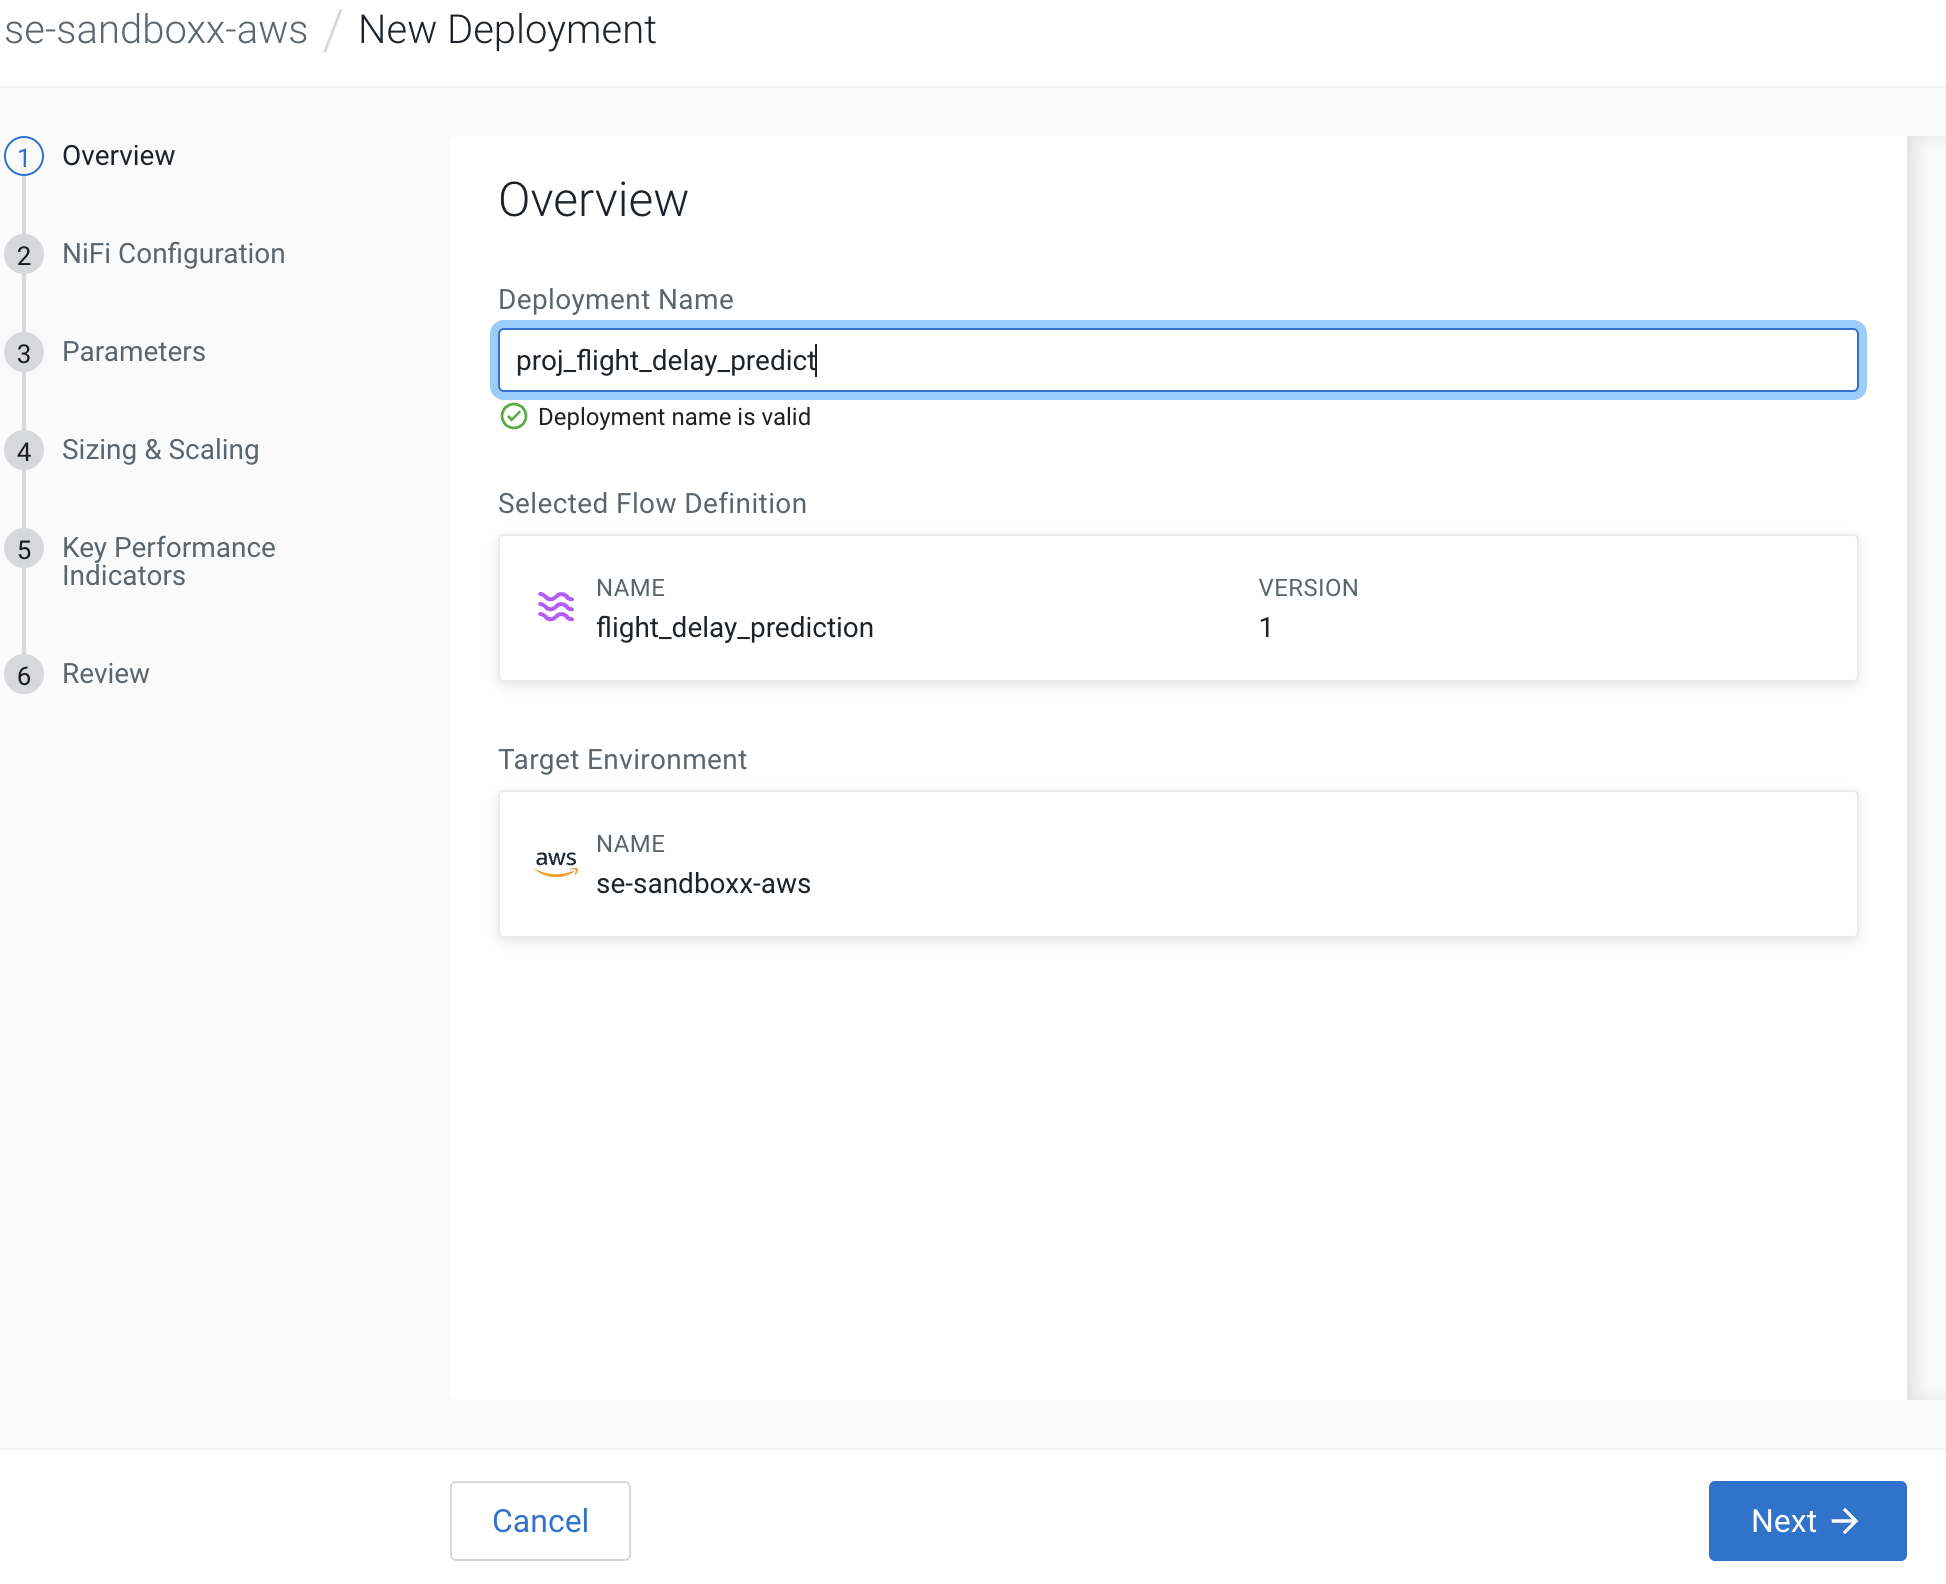 se-sandboxx-aws / New Deployment
1 Overview
2 NiFi Configuration
3 Parameters
4 Sizing & Scaling
5 Key Performance
Indicators
6 Review
Overview
Deployment Name
proj_flight_delay_predict
Deployment name is valid
Selected Flow Definition
NAME VERSION
flight_delay_prediction 1
Target Environment
aws
NAME
se-sandboxx-aws
Cancel
Next →